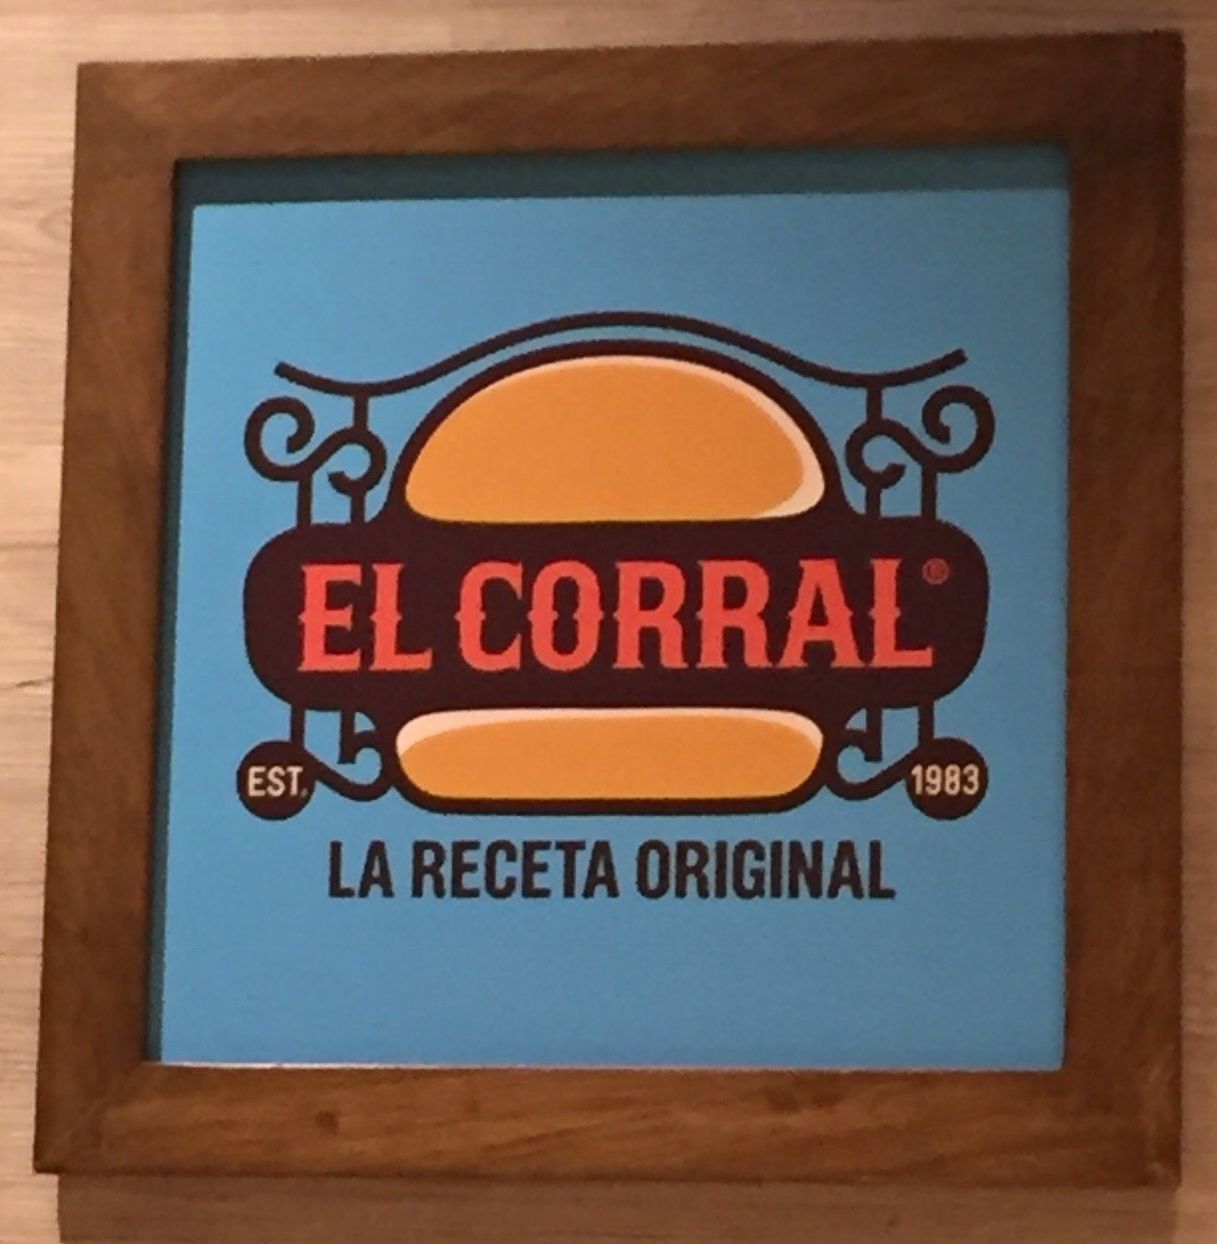 EL CORRAL®
EST. 1983
LA RECETA ORIGINAL